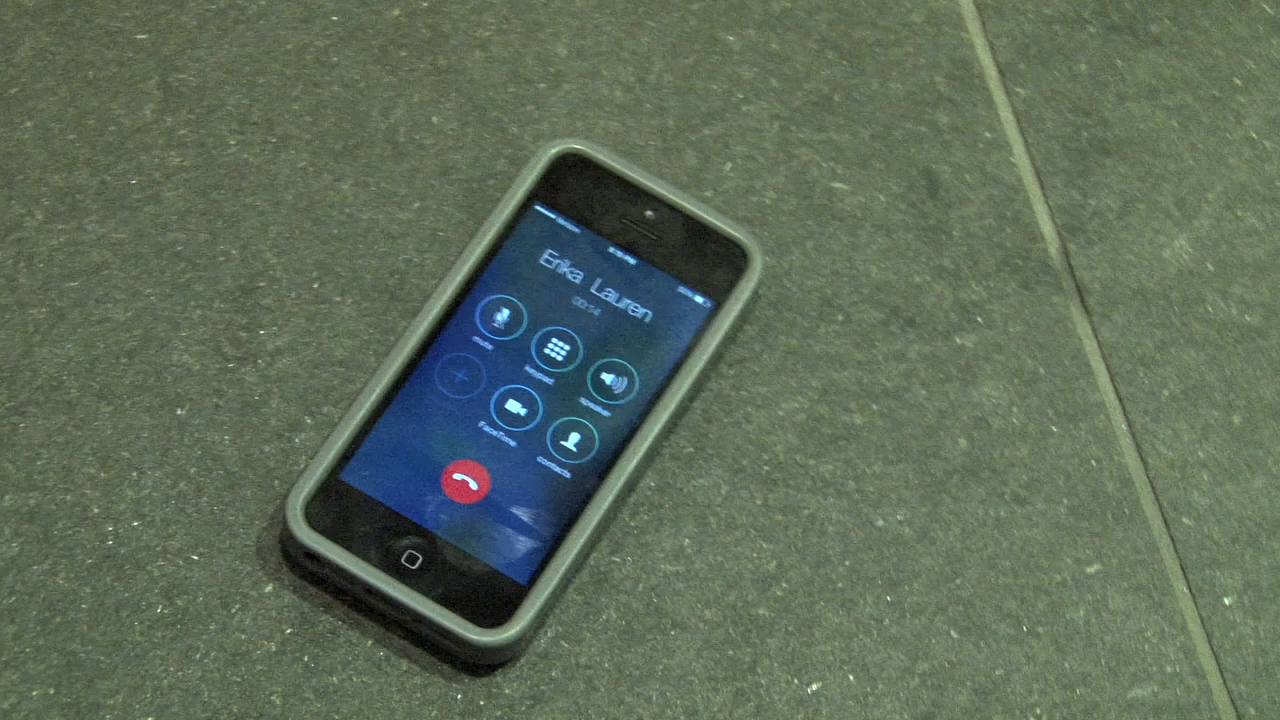 Erika Lauren
00:14
mute
keypad
speaker
FaceTime
contacts